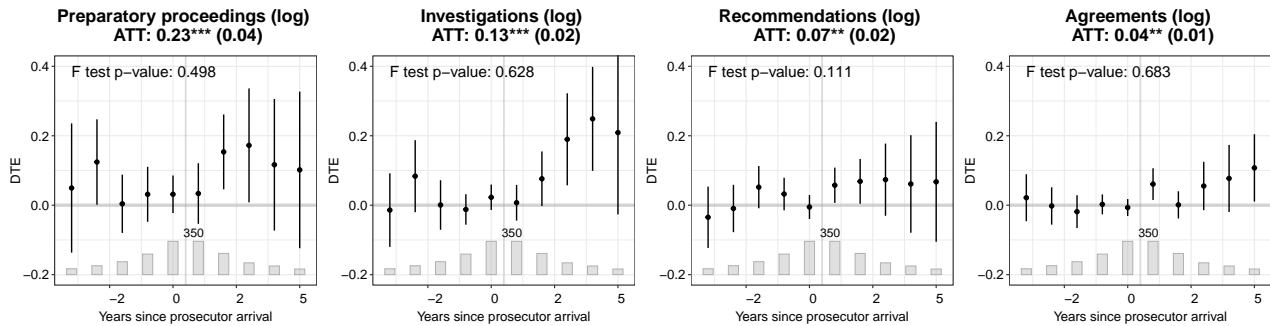 Preparatory proceedings (log)
ATT: 0.23*** (0.04)
F test p−value: 0.498
0.4
0.2
0.0
−0.2
DTE
350
−2
0
2
5
Years since prosecutor arrival
Investigations (log)
ATT: 0.13*** (0.02)
F test p−value: 0.628
0.4
0.2
0.0
−0.2
DTE
350
−2
0
2
5
Years since prosecutor arrival
Recommendations (log)
ATT: 0.07** (0.02)
F test p−value: 0.111
0.4
0.2
0.0
−0.2
DTE
350
−2
0
2
5
Years since prosecutor arrival
Agreements (log)
ATT: 0.04** (0.01)
F test p−value: 0.683
0.4
0.2
0.0
−0.2
DTE
350
−2
0
2
5
Years since prosecutor arrival